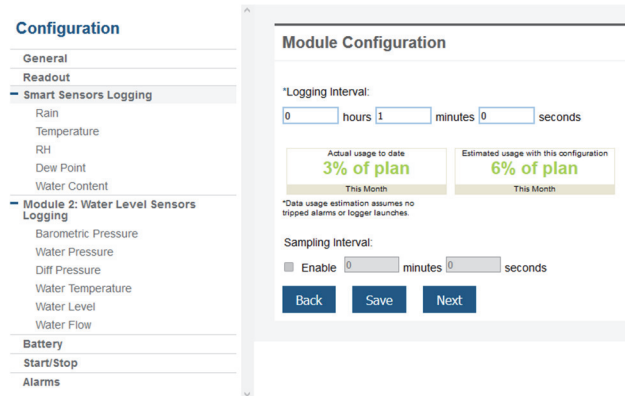 Configuration
General
Readout
Smart Sensors Logging
Rain
Temperature
RH
Dew Point
Water Content
Module 2: Water Level Sensors
Logging
Barometric Pressure
Water Pressure
Diff Pressure
Water Temperature
Water Level
Water Flow
Battery
Start/Stop
Alarms
Module Configuration
*Logging Interval:
0 hours 1 minutes 0 seconds
Actual usage to date
3% of plan
This Month
Estimated usage with this configuration
6% of plan
This Month
*Data usage estimation assumes no
tripped alarms or logger launches.
Sampling Interval:
Enable 0 minutes 0 seconds
Back Save Next